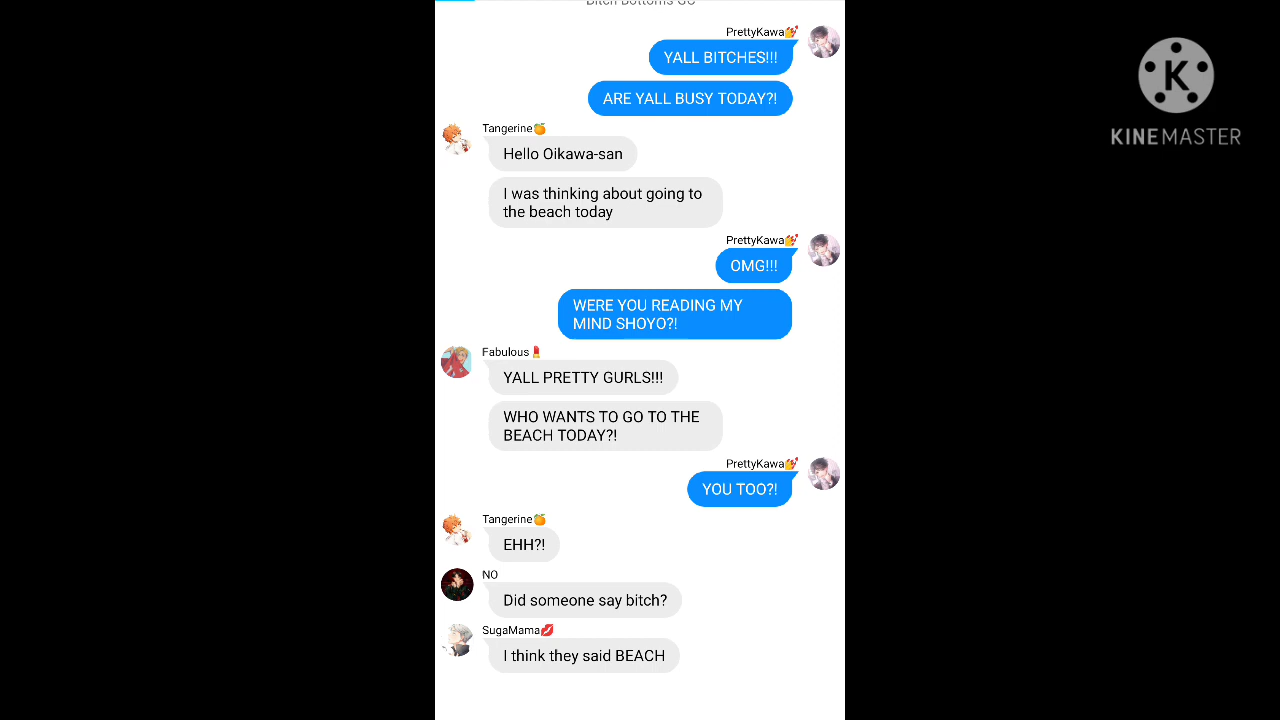 Bitch Bottoms GC
PrettyKawa💅
YALL BITCHES!!!
ARE YALL BUSY TODAY?!
Tangerine🍊
Hello Oikawa-san
I was thinking about going to
the beach today
PrettyKawa💅
OMG!!!
WERE YOU READING MY
MIND SHOYO?!
Fabulous💄
YALL PRETTY GURLS!!!
WHO WANTS TO GO TO THE
BEACH TODAY?!
PrettyKawa💅
YOU TOO?!
Tangerine🍊
EHH?!
NO
Did someone say bitch?
SugaMama💋
I think they said BEACH
K
KINEMASTER